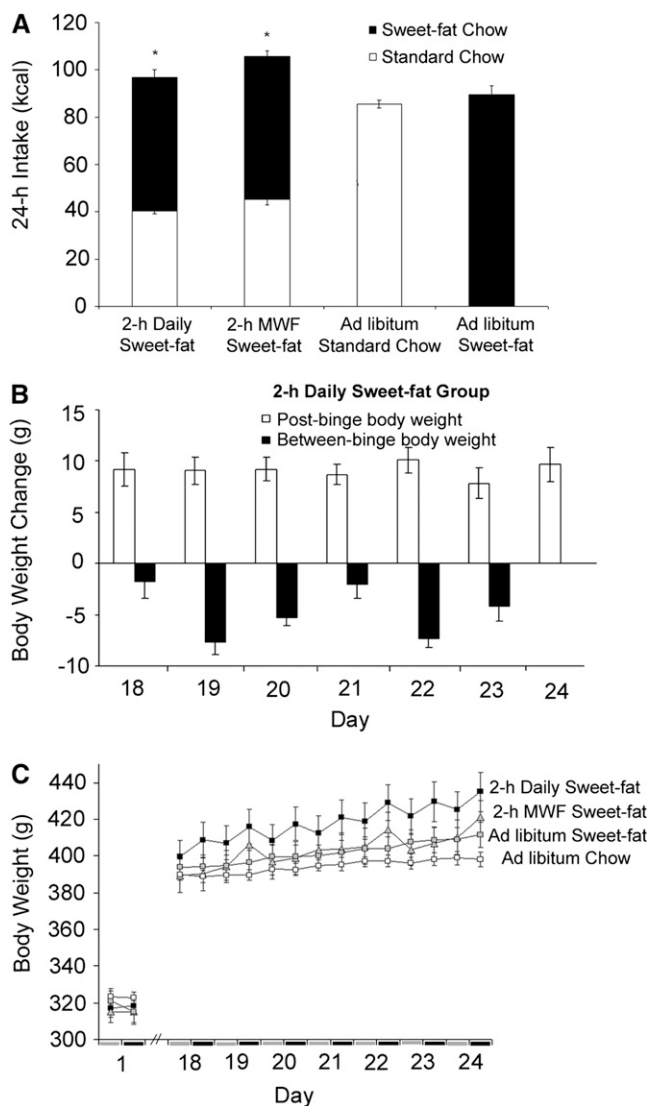 A
Sweet-fat Chow
Standard Chow
24-h Intake (kcal)
120
100
80
60
40
20
0
*
*
2-h Daily Sweet-fat
2-h MWF Sweet-fat
Ad libitum Standard Chow
Ad libitum Sweet-fat
B
2-h Daily Sweet-fat Group
Post-binge body weight
Between-binge body weight
Body Weight Change (g)
15
10
5
0
-5
-10
18 19 20 21 22 23 24
Day
C
Body Weight (g)
440
420
400
380
360
340
320
300
2-h Daily Sweet-fat
2-h MWF Sweet-fat
Ad libitum Sweet-fat
Ad libitum Chow
1 18 19 20 21 22 23 24
Day